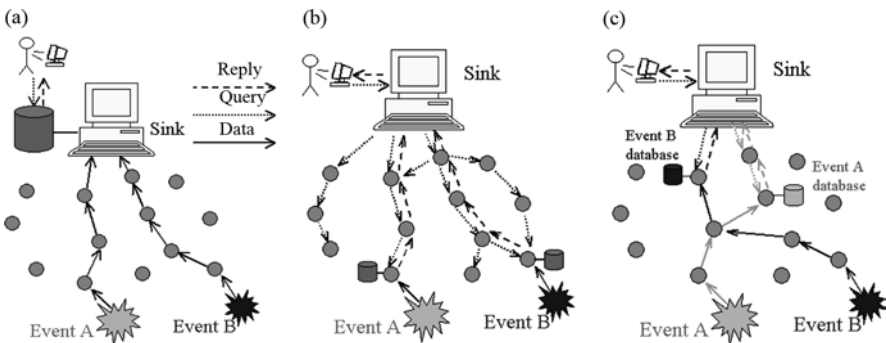 (a)
Sink
Event A
Event B
Reply
Query
Data
(b)
Sink
Event A
Event B
(c)
Sink
Event B
database
Event A
database
Event A
Event B